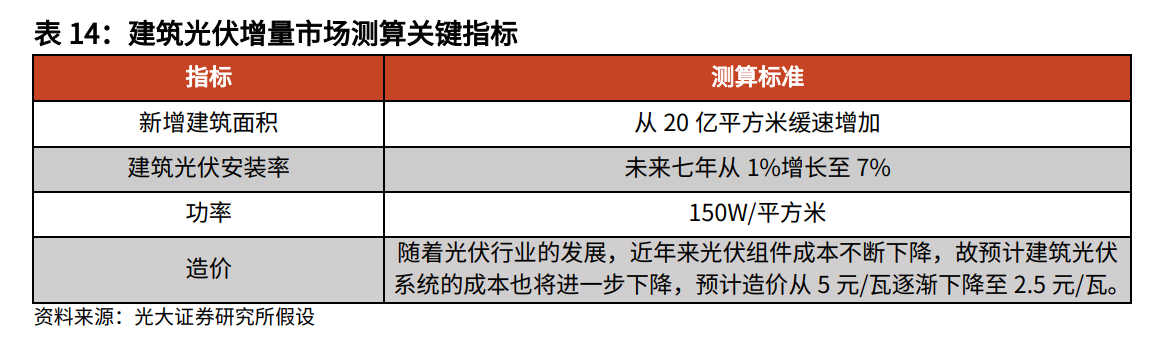 表 14：建筑光伏增量市场测算关键指标
指标 测算标准
新增建筑面积 从 20 亿平方米缓速增加
建筑光伏安装率 未来七年从 1%增长至 7%
功率 150W/平方米
造价 随着光伏行业的发展，近年来光伏组件成本不断下降，故预计建筑光伏
系统的成本也将进一步下降，预计造价从 5 元/瓦逐渐下降至 2.5 元/瓦。
资料来源：光大证券研究所假设